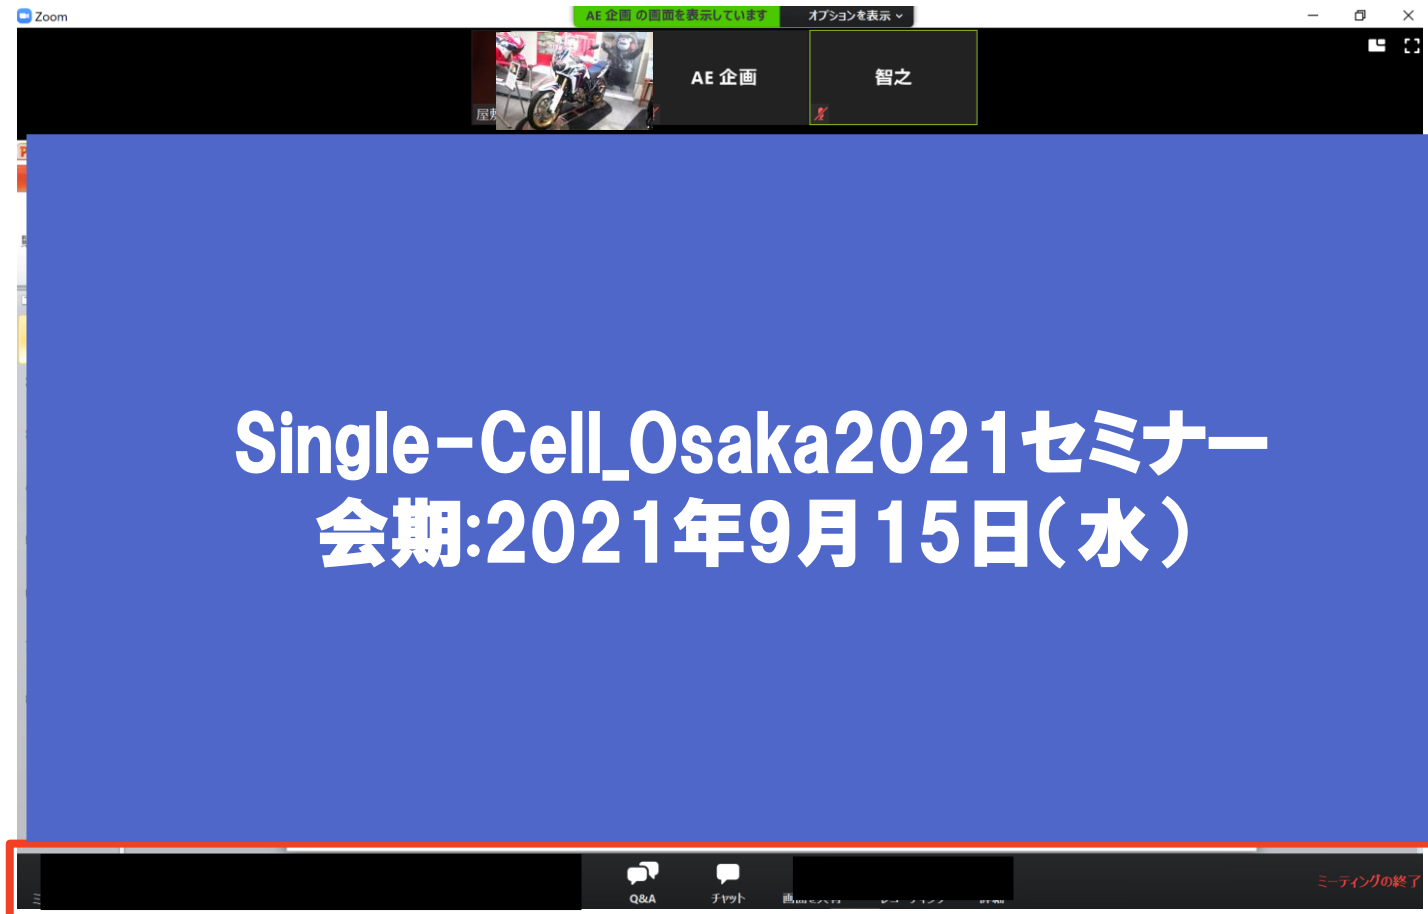 Zoom
AE 企画 の画面を表示しています
オプションを表示
AE 企画
智之
Single-Cell_Osaka2021セミナー
会期:2021年9月15日(水)
Q&A
チャット
ミーティングの終了